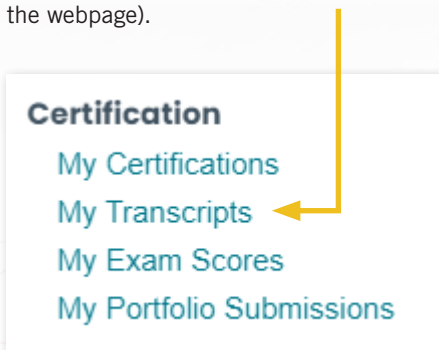 the webpage).
Certification
My Certifications
My Transcripts
My Exam Scores
My Portfolio Submissions